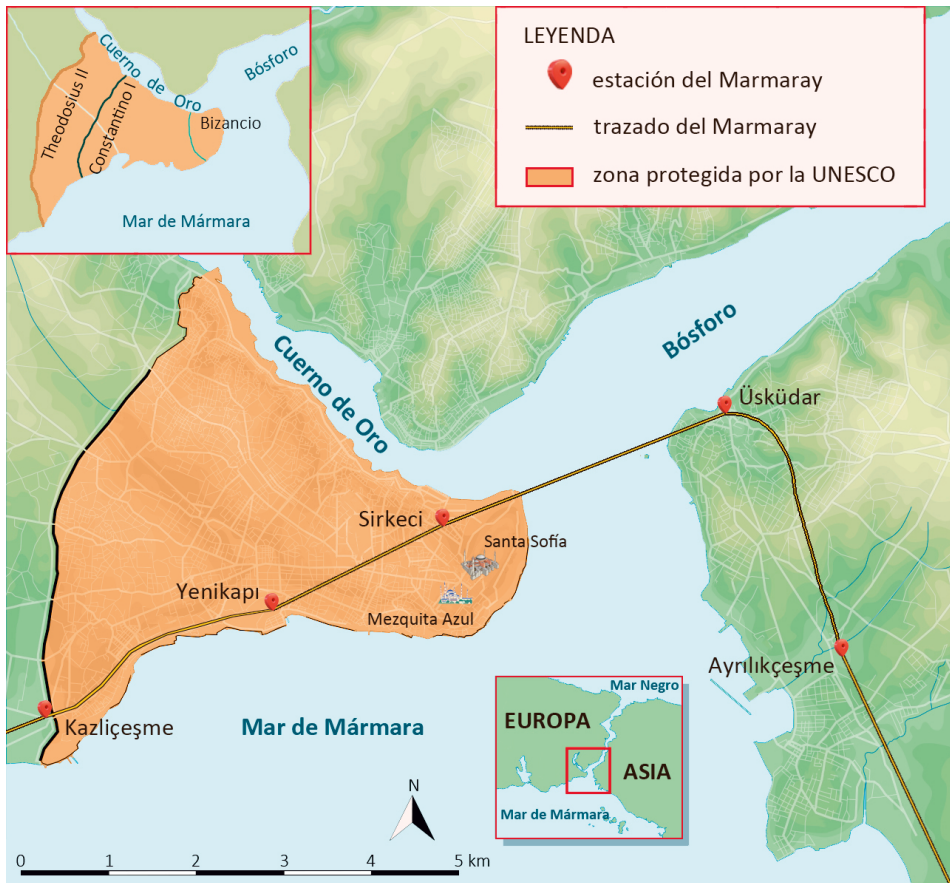 Cuerno de Oro
Bósforo
Theodosius II
Constantino I
Bizancio
Mar de Mármara
LEYENDA
estación del Marmaray
trazado del Marmaray
zona protegida por la UNESCO
Cuerno de Oro
Bósforo
Üsküdar
Sirkeci
Santa Sofía
Yenikapı
Mezquita Azul
Ayrılıkçeşme
Kazliçeşme
Mar de Mármara
Mar Negro
EUROPA
ASIA
Mar de Mármara
N
0 1 2 3 4 5 km